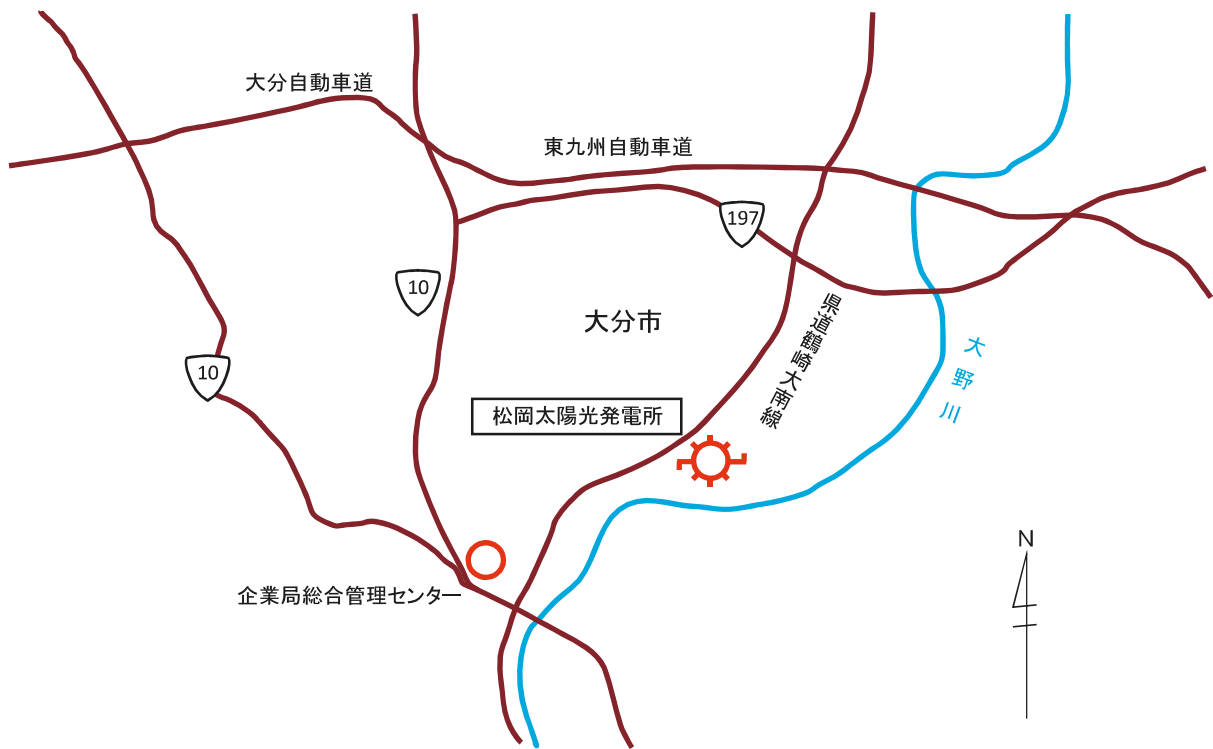 大分自動車道
東九州自動車道
197
10
大分市
県道鶴崎大南線
大野川
10
松岡太陽光発電所
N
企業局総合管理センター